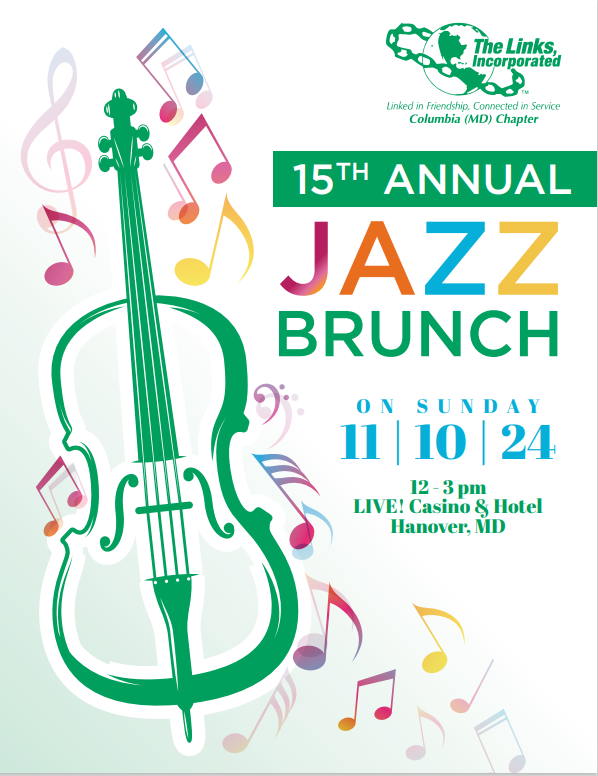 The Links,
Incorporated
TM
Linked in Friendship, Connected in Service
Columbia (MD) Chapter
15TH ANNUAL
JAZZ
BRUNCH
ON SUNDAY
11 | 10 | 24
12 - 3 pm
LIVE! Casino & Hotel
Hanover, MD